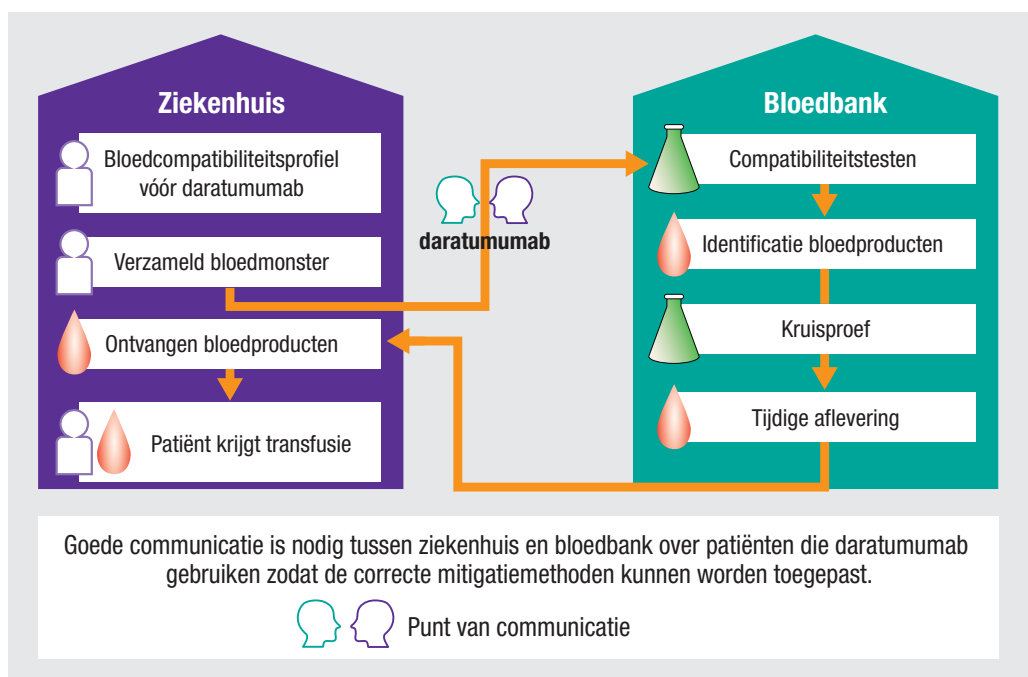 Ziekenhuis
Bloedcompatibiliteitsprofiel
vóór daratumumab
Verzameld bloedmonster
Ontvangen bloedproducten
Patiënt krijgt transfusie
daratumumab
Bloedbank
Compatibiliteitstesten
Identificatie bloedproducten
Kruisproef
Tijdige aflevering
Goede communicatie is nodig tussen ziekenhuis en bloedbank over patiënten die daratumumab
gebruiken zodat de correcte mitigatiemethoden kunnen worden toegepast.
Punt van communicatie